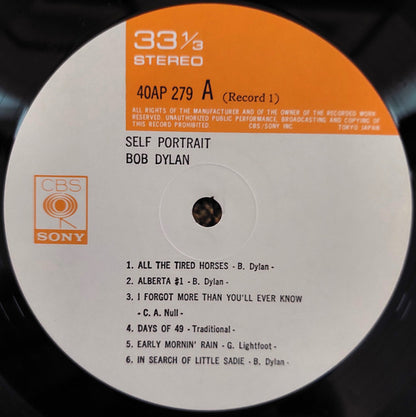 33 1/3
STEREO
40AP 279 A (Record 1)
ALL RIGHTS OF THE MANUFACTURER AND OF THE OWNER OF THE RECORDED WORK
RESERVED. UNAUTHORIZED PUBLIC PERFORMANCE, BROADCASTING AND COPYING OF
THIS RECORD PROHIBITED. CBS/SONY INC. TOKYO JAPAN
SELF PORTRAIT
BOB DYLAN
CBS
SONY
1. ALL THE TIRED HORSES - B. Dylan -
2. ALBERTA #1 - B. Dylan -
3. I FORGOT MORE THAN YOU'LL EVER KNOW
- C. A. Null -
4. DAYS OF 49 - Traditional -
5. EARLY MORNIN' RAIN - G. Lightfoot -
6. IN SEARCH OF LITTLE SADIE - B. Dylan -